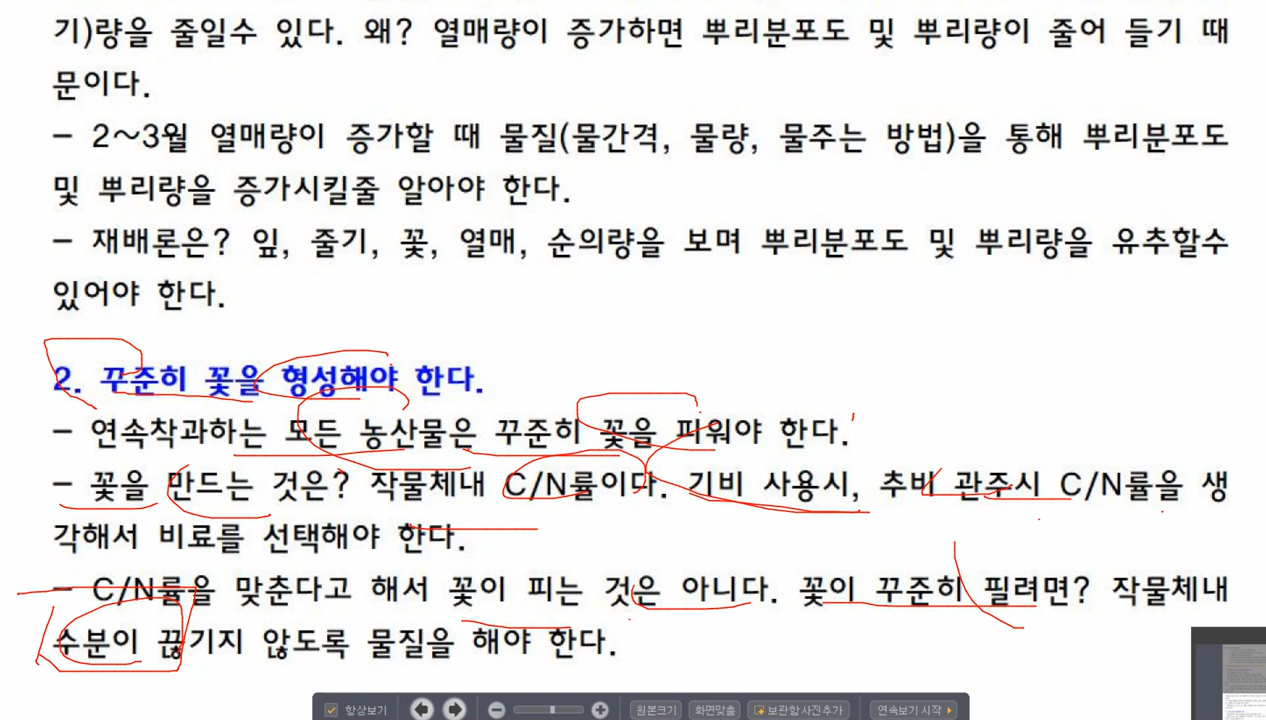 기)량을 줄일수 있다. 왜? 열매량이 증가하면 뿌리분포도 및 뿌리량이 줄어 들기 때
문이다.
- 2~3월 열매량이 증가할 때 물질(물간격, 물량, 물주는 방법)을 통해 뿌리분포도
및 뿌리량을 증가시킬줄 알아야 한다.
- 재배론은? 잎, 줄기, 꽃, 열매, 순의량을 보며 뿌리분포도 및 뿌리량을 유추할수
있어야 한다.
2. 꾸준히 꽃을 형성해야 한다.
- 연속착과하는 모든 농산물은 꾸준히 꽃을 피워야 한다.
- 꽃을 만드는 것은? 작물체내 C/N률이다. 기비 사용시, 추비 관주시 C/N률을 생
각해서 비료를 선택해야 한다.
- C/N률을 맞춘다고 해서 꽃이 피는 것은 아니다. 꽃이 꾸준히 필려면? 작물체내
수분이 끊기지 않도록 물질을 해야 한다.
항상보기 원본크기 화면맞춤 보관함 사진추가 연속보기 시작